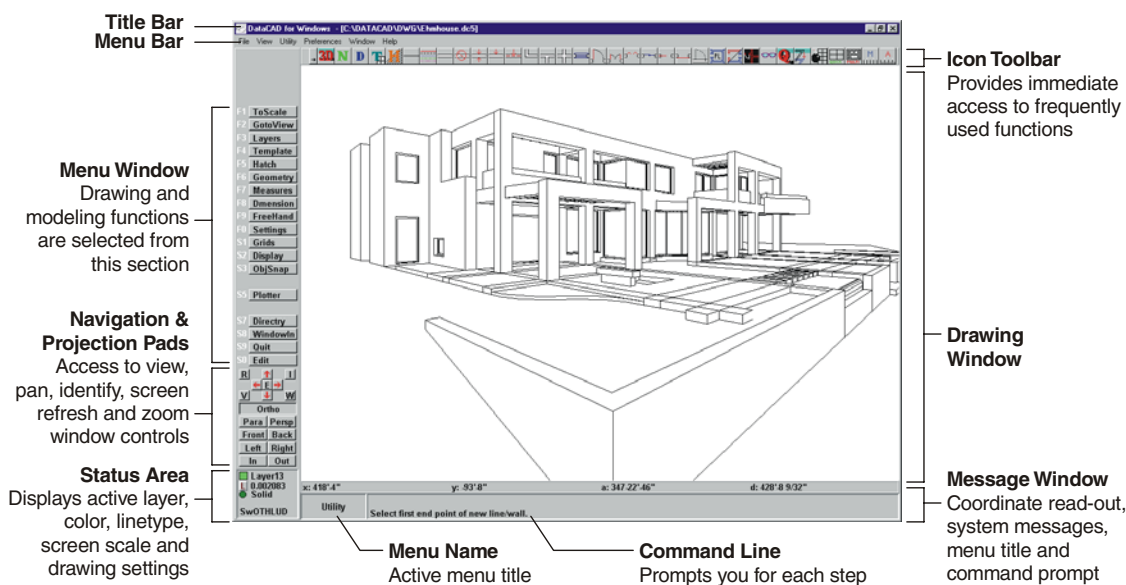 Title Bar
Menu Bar
DataCAD for Windows - [C:\DATACAD\DWG\Ehmhouse.dc5]
File View Utility Preferences Window Help
Icon Toolbar
Provides immediate
access to frequently
used functions
Menu Window
Drawing and
modeling functions
are selected from
this section
F1 ToScale
F2 GotoView
F3 Layers
F4 Template
F5 Hatch
F6 Geometry
F7 Measures
F8 Dmension
F9 FreeHand
F0 Settings
S1 Grids
S2 Display
S3 ObjSnap
S5 Plotter
S7 Directry
S8 WindowIn
S9 Quit
S0 Edit
Navigation &
Projection Pads
Access to view,
pan, identify, screen
refresh and zoom
window controls
R I
E
V W
Ortho
Para Persp
Front Back
Left Right
In Out
Drawing
Window
Status Area
Displays active layer,
color, linetype,
screen scale and
drawing settings
Layer13
L 0.002083
Solid
SwOTHLUD
x: 418'-4" y: -93'-8" a: 347-22'-46" d: 428'-8 9/32"
Utility
Select first end point of new line/wall.
Message Window
Coordinate read-out,
system messages,
menu title and
command prompt
Menu Name
Active menu title
Command Line
Prompts you for each step